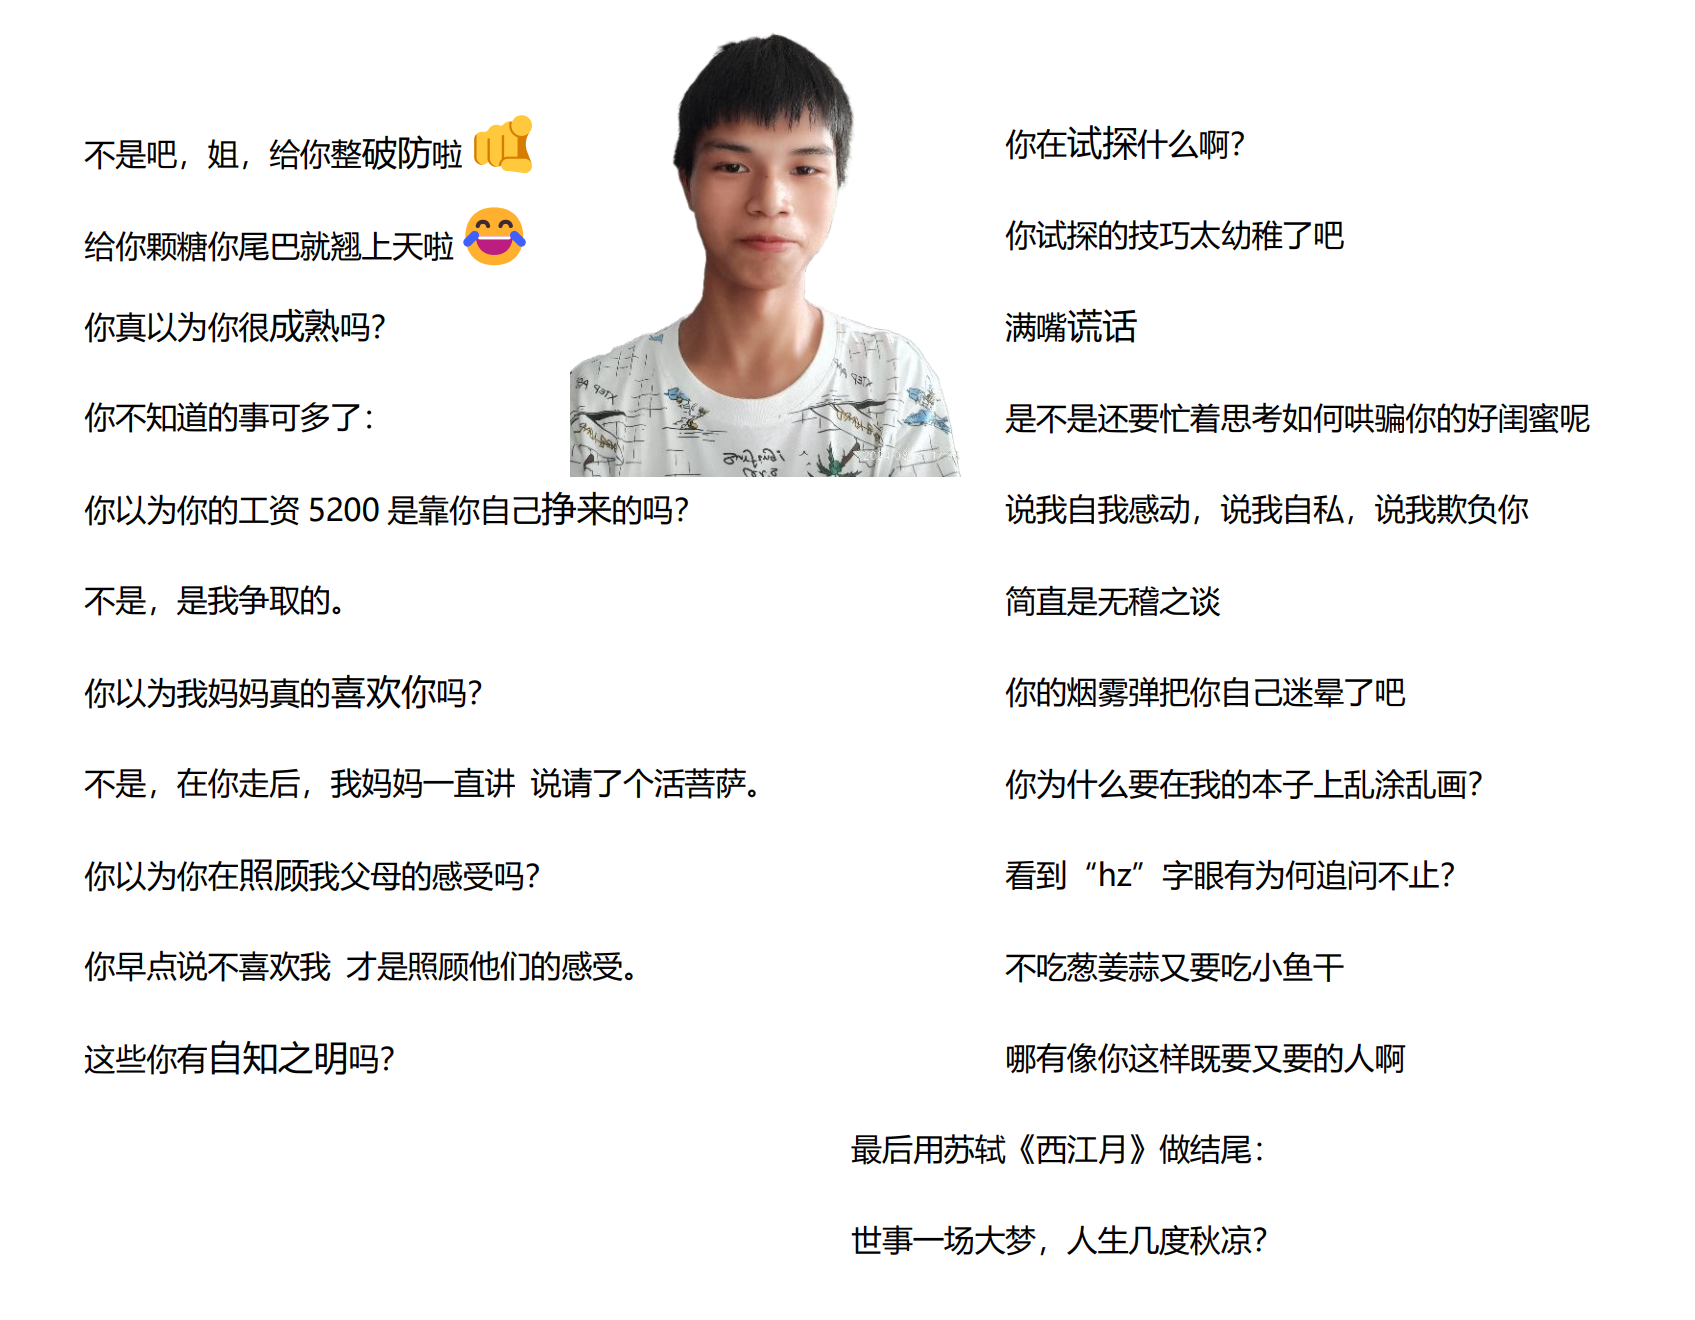 不是吧，姐，给你整破防啦
给你颗糖你尾巴就翘上天啦
你真以为你很成熟吗？
你不知道的事可多了：
你以为你的工资 5200 是靠你自己挣来的吗？
不是，是我争取的。
你以为我妈妈真的喜欢你吗？
不是，在你走后，我妈妈一直讲 说请了个活菩萨。
你以为你在照顾我父母的感受吗？
你早点说不喜欢我 才是照顾他们的感受。
这些你有自知之明吗？
你在试探什么啊？
你试探的技巧太幼稚了吧
满嘴谎话
是不是还要忙着思考如何哄骗你的好闺蜜呢
说我自我感动，说我自私，说我欺负你
简直是无稽之谈
你的烟雾弹把你自己迷晕了吧
你为什么要在我的本子上乱涂乱画？
看到“hz”字眼有为何追问不止？
不吃葱姜蒜又要吃小鱼干
哪有像你这样既要又要的人啊
最后用苏轼《西江月》做结尾：
世事一场大梦，人生几度秋凉？